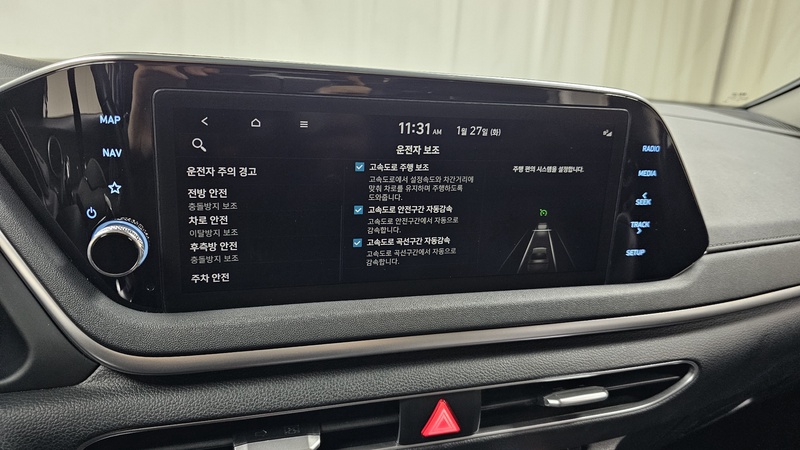 MAP
NAV
11:31 AM
1월 27일 (화)
운전자 보조
운전자 주의 경고
전방 안전
충돌방지 보조
차로 안전
이탈방지 보조
후측방 안전
충돌방지 보조
주차 안전
고속도로 주행 보조
고속도로에서 설정속도와 차간거리에
맞춰 차로를 유지하며 주행하도록
도와줍니다.
고속도로 안전구간 자동감속
고속도로 안전구간에서 자동으로
감속합니다.
고속도로 곡선구간 자동감속
고속도로 곡선구간에서 자동으로
감속합니다.
주행 편의 시스템을 설정합니다.
RADIO
MEDIA
SEEK
TRACK
SETUP